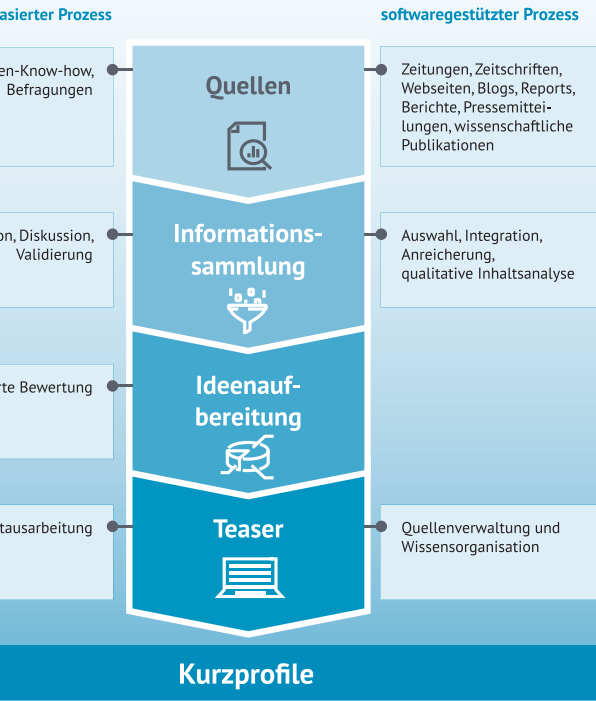 asierter Prozess
softwaregestützter Prozess
en-Know-how,
Befragungen
Quellen
Zeitungen, Zeitschriften,
Webseiten, Blogs, Reports,
Berichte, Pressemittei-
lungen, wissenschaftliche
Publikationen
on, Diskussion,
Validierung
Informations-
sammlung
Auswahl, Integration,
Anreicherung,
qualitative Inhaltsanalyse
rte Bewertung
Ideenauf-
bereitung
tausarbeitung
Teaser
Quellenverwaltung und
Wissensorganisation
Kurzprofile